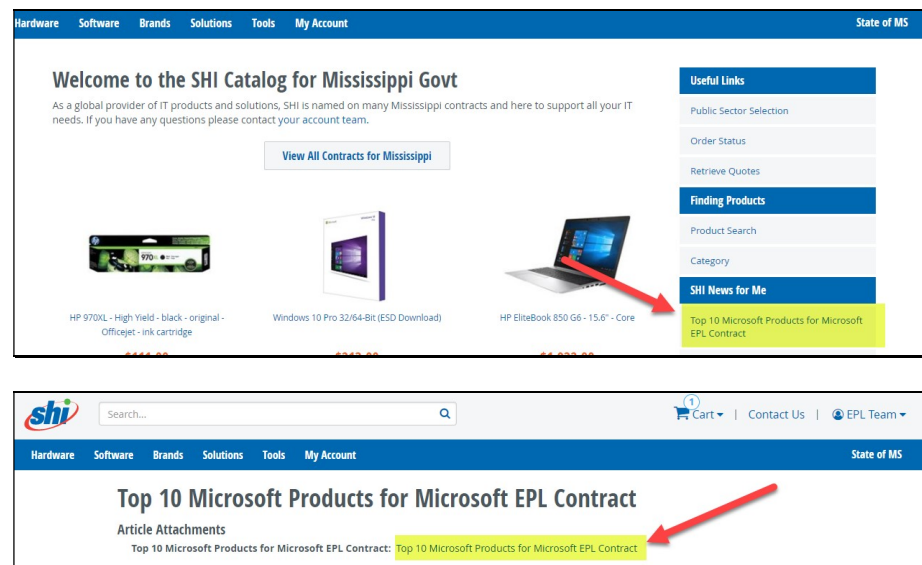 Hardware Software Brands Solutions Tools My Account State of MS
Welcome to the SHI Catalog for Mississippi Govt
As a global provider of IT products and solutions, SHI is named on many Mississippi contracts and here to support all your IT
needs. If you have any questions please contact your account team.
View All Contracts for Mississippi
970
HP 970XL - High Yield - black - original -
Officejet - ink cartridge
Windows 10 Pro 32/64-Bit (ESD Download)
HP EliteBook 850 G6 - 15.6" - Core
Useful Links
Public Sector Selection
Order Status
Retrieve Quotes
Finding Products
Product Search
Category
SHI News for Me
Top 10 Microsoft Products for Microsoft
EPL Contract
shi Search... 1 Cart | Contact Us | EPL Team
Hardware Software Brands Solutions Tools My Account State of MS
Top 10 Microsoft Products for Microsoft EPL Contract
Article Attachments
Top 10 Microsoft Products for Microsoft EPL Contract: Top 10 Microsoft Products for Microsoft EPL Contract